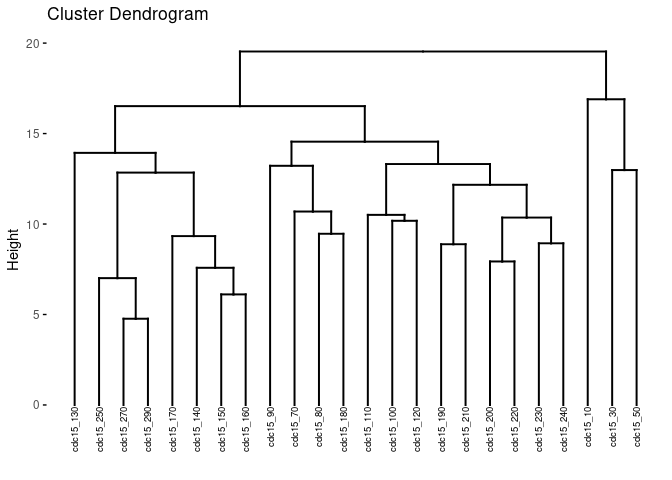 Cluster Dendrogram
20
15
10
5
0
Height
cdc15_130
cdc15_250
cdc15_270
cdc15_290
cdc15_170
cdc15_140
cdc15_150
cdc15_160
cdc15_90
cdc15_70
cdc15_80
cdc15_180
cdc15_110
cdc15_100
cdc15_120
cdc15_190
cdc15_210
cdc15_200
cdc15_220
cdc15_230
cdc15_240
cdc15_10
cdc15_30
cdc15_50